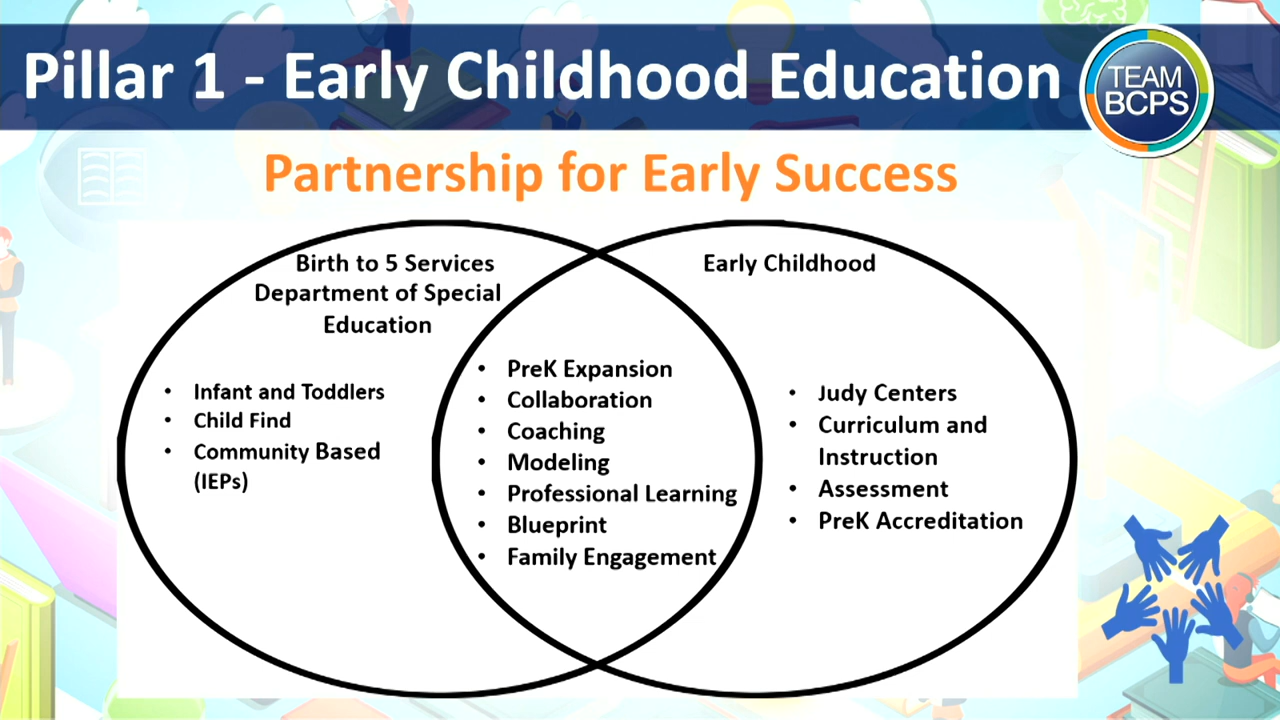 Pillar 1 - Early Childhood Education
TEAM
BCPS
Partnership for Early Success
Birth to 5 Services
Department of Special
Education
• Infant and Toddlers
• Child Find
• Community Based
(IEPs)
• PreK Expansion
• Collaboration
• Coaching
• Modeling
• Professional Learning
• Blueprint
• Family Engagement
Early Childhood
• Judy Centers
• Curriculum and
Instruction
• Assessment
• PreK Accreditation